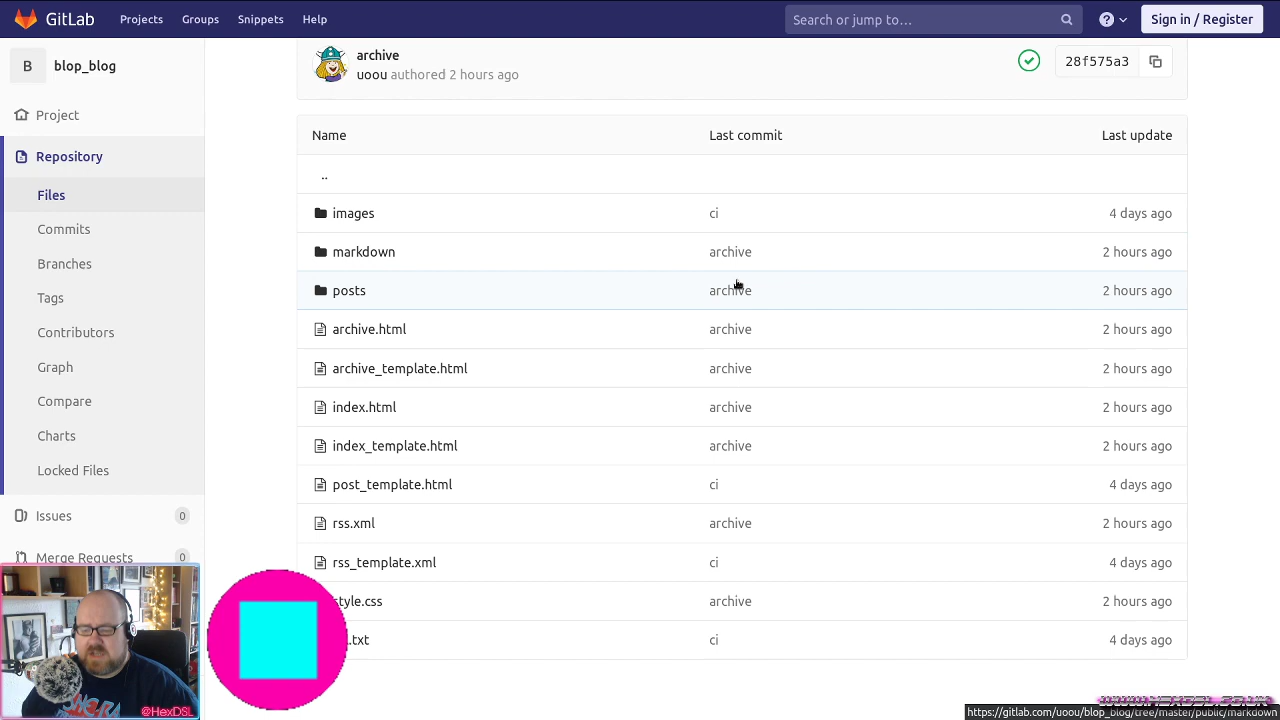 GitLab Projects Groups Snippets Help Search or jump to… Sign in / Register
B blop_blog
archive
uoou authored 2 hours ago
28f575a3
Project
Repository
Files
Commits
Branches
Tags
Contributors
Graph
Compare
Charts
Locked Files
Issues 0
Merge Requests 0
Name Last commit Last update
..
images ci 4 days ago
markdown archive 2 hours ago
posts archive 2 hours ago
archive.html archive 2 hours ago
archive_template.html archive 2 hours ago
index.html archive 2 hours ago
index_template.html archive 2 hours ago
post_template.html ci 4 days ago
rss.xml archive 2 hours ago
rss_template.xml ci 4 days ago
style.css archive 2 hours ago
.txt ci 4 days ago
@HexDSL
WWW.HEXDSL.CO.UK
https://gitlab.com/uoou/blop_blog/tree/master/public/markdown